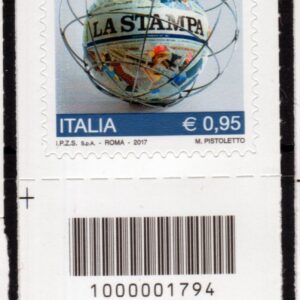 LA STAMPA
ITALIA € 0,95
I.P.Z.S. S.p.A. - ROMA - 2017 M. PISTOLETTO
1000001794